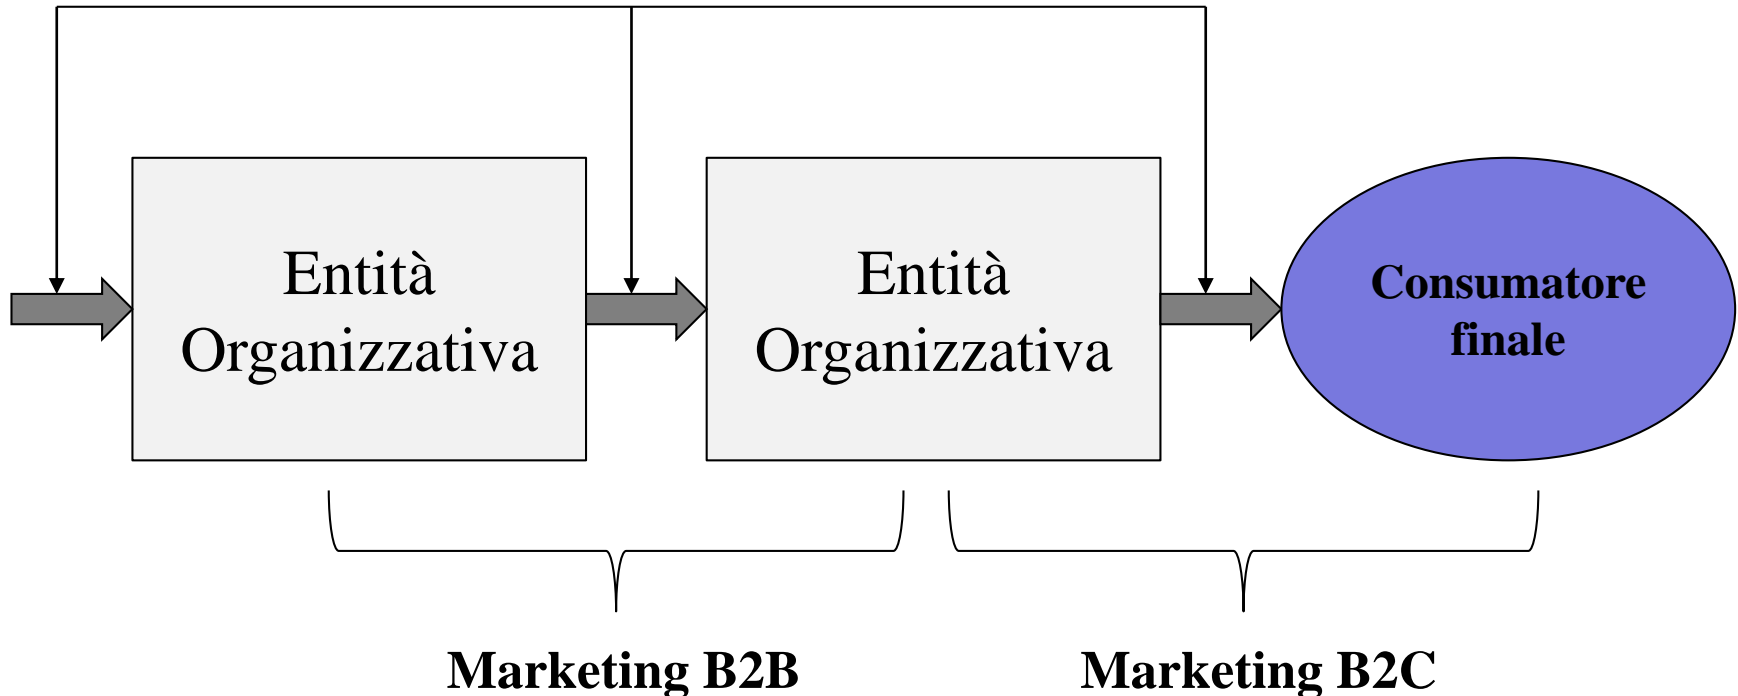 Entità
Organizzativa
Entità
Organizzativa
Consumatore
finale
Marketing B2B
Marketing B2C